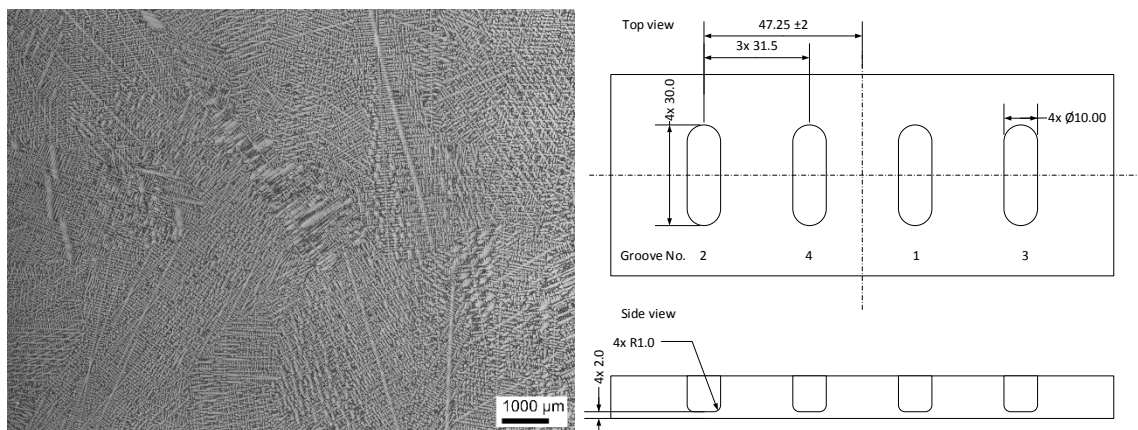 1000 µm
Top view
47.25 ±2
3x 31.5
4x 30.0
4x Ø10.00
Groove No. 2 4 1 3
Side view
4x R1.0
4x 2.0